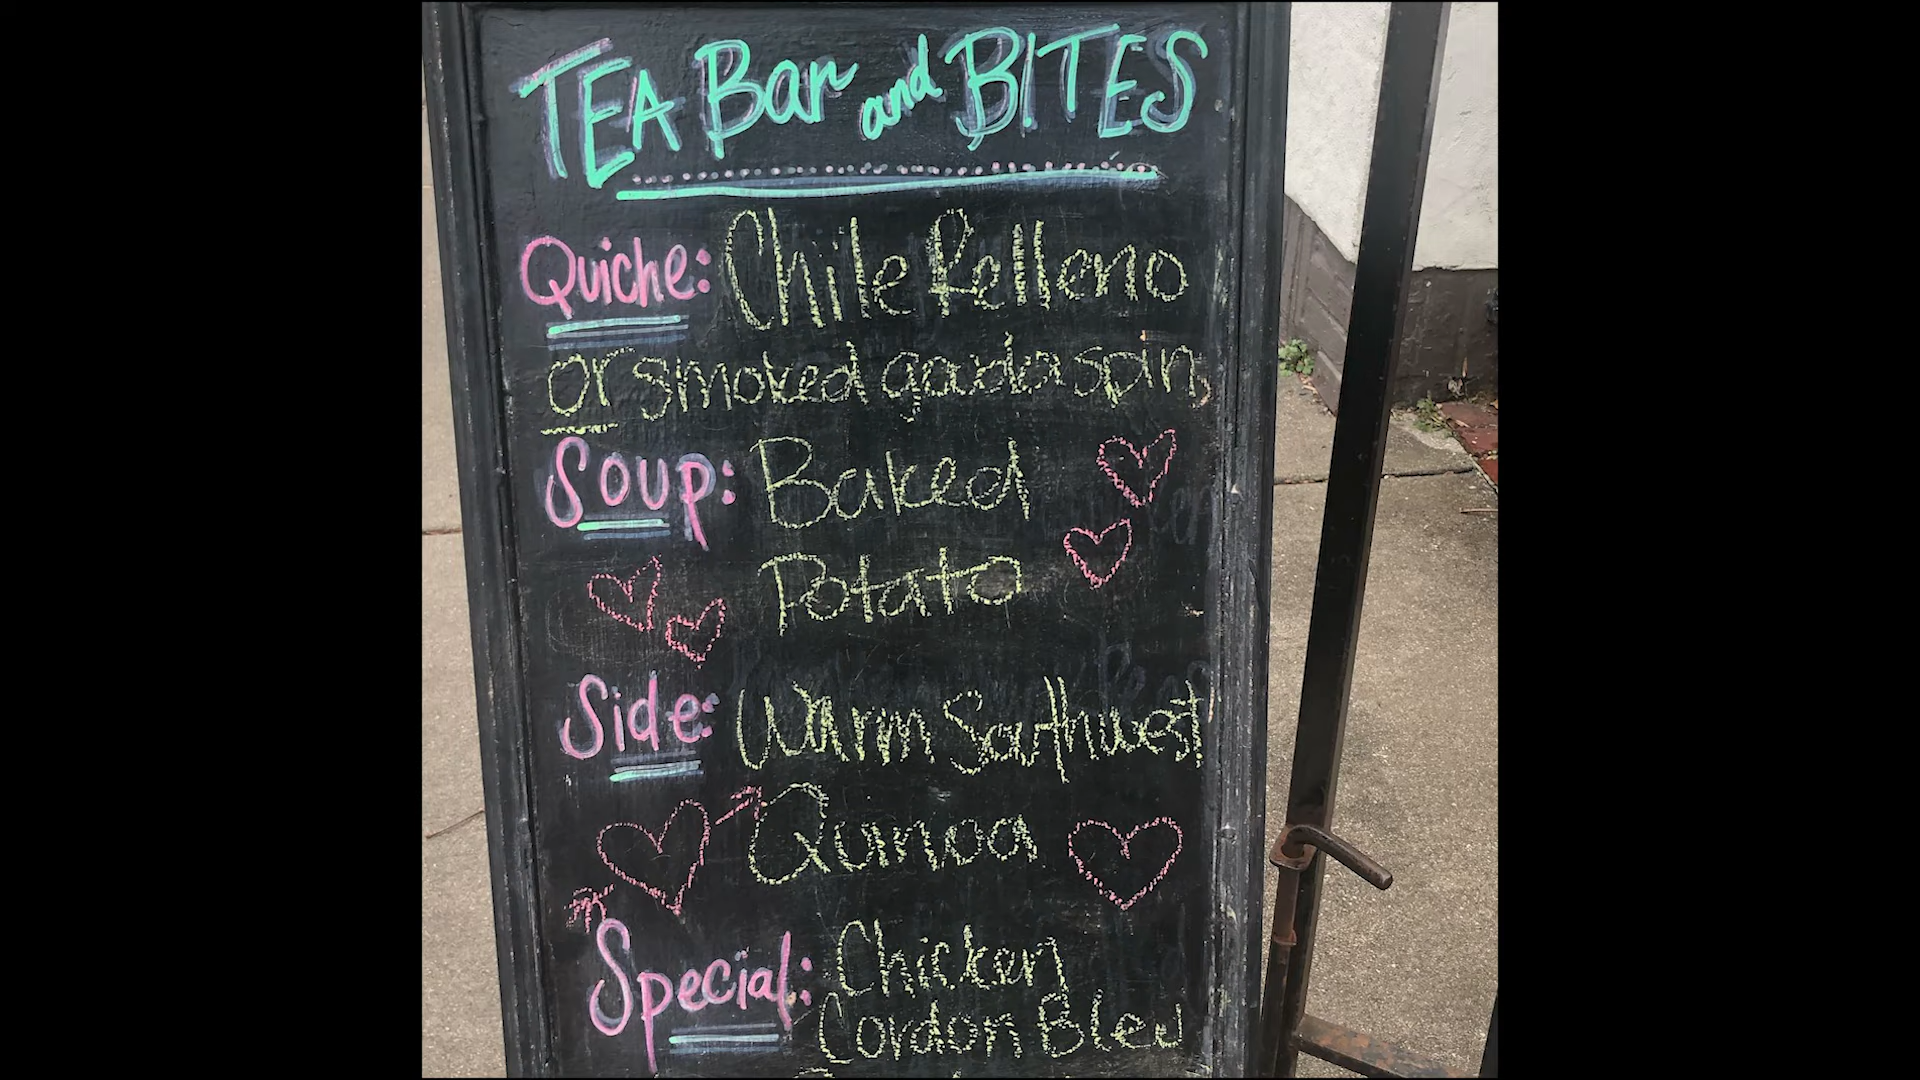 TEA Bar and BITES
Quiche: Chile Relleno
or smoked gouda spin,
Soup: Baked
Potato
Side: Warm Southwest
Quinoa
Special: Chicken
Cordon Bleu